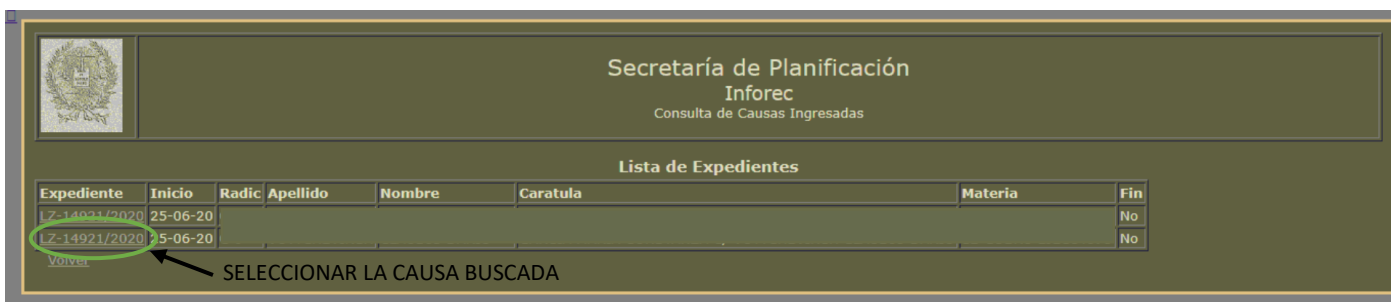 Secretaría de Planificación
Inforec
Consulta de Causas Ingresadas
Lista de Expedientes
Expediente Inicio Radic Apellido Nombre Caratula Materia Fin
LZ-14921/2020 25-06-20 No
LZ-14921/2020 25-06-20 No
Volver
SELECCIONAR LA CAUSA BUSCADA